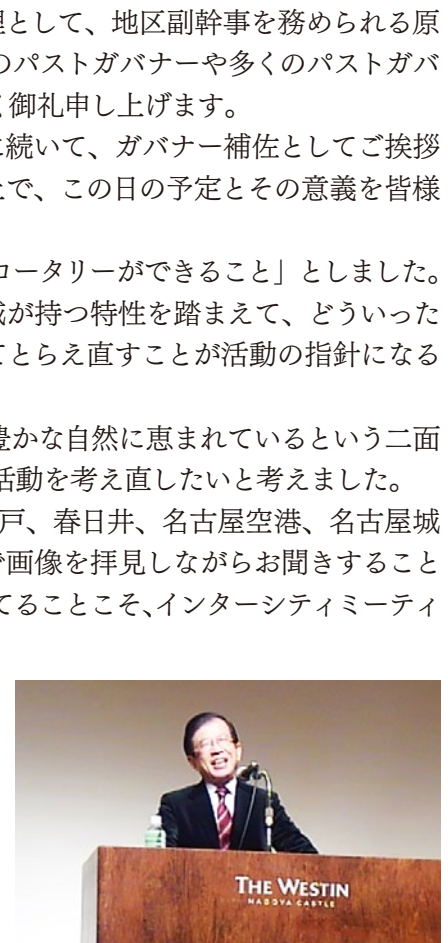 理として、地区副幹事を務められる原
のパストガバナーや多くのパストガバ
御礼申し上げます。
に続いて、ガバナー補佐としてご挨拶
上で、この日の予定とその意義を皆様
ロータリーができること」としました。
域が持つ特性を踏まえて、どういった
てとらえ直すことが活動の指針になる
豊かな自然に恵まれているという二面
活動を考え直したいと考えました。
戸、春日井、名古屋空港、名古屋城
で画像を拝見しながらお聞きすること
てることこそ、インターシティミーティ
THE WESTIN
NAGOYA CASTLE